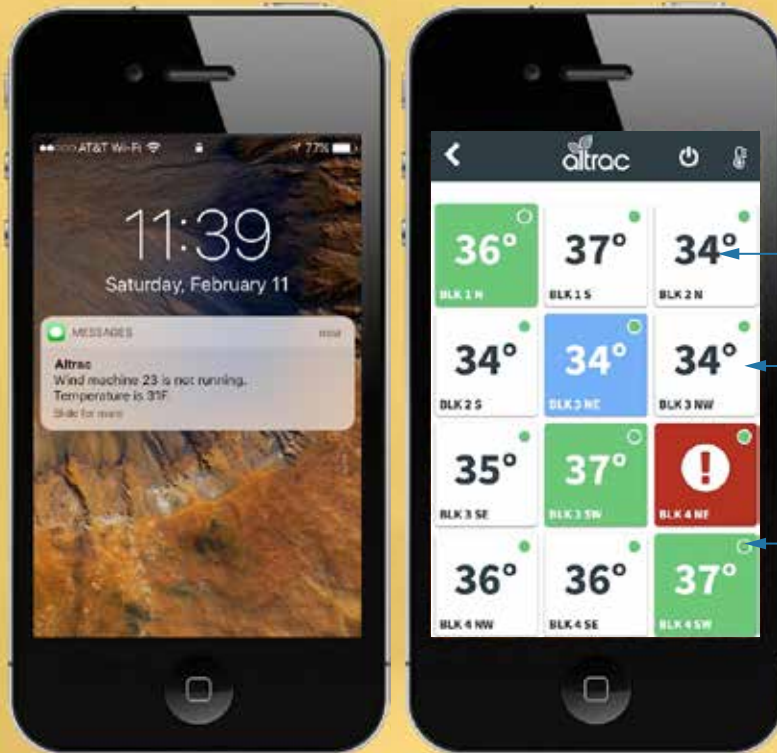 AT&T Wi-Fi 77%
11:39
Saturday, February 11
MESSAGES now
Altrac
Wind machine 23 is not running.
Temperature is 31F.
Slide for more
altrac
36° 37° 34°
BLK 1 N BLK 1 S BLK 2 N
34° 34° 34°
BLK 2 S BLK 3 NE BLK 3 NW
35° 37° !
BLK 3 SE BLK 3 SW BLK 4 NE
36° 36° 37°
BLK 4 NW BLK 4 SE BLK 4 SW